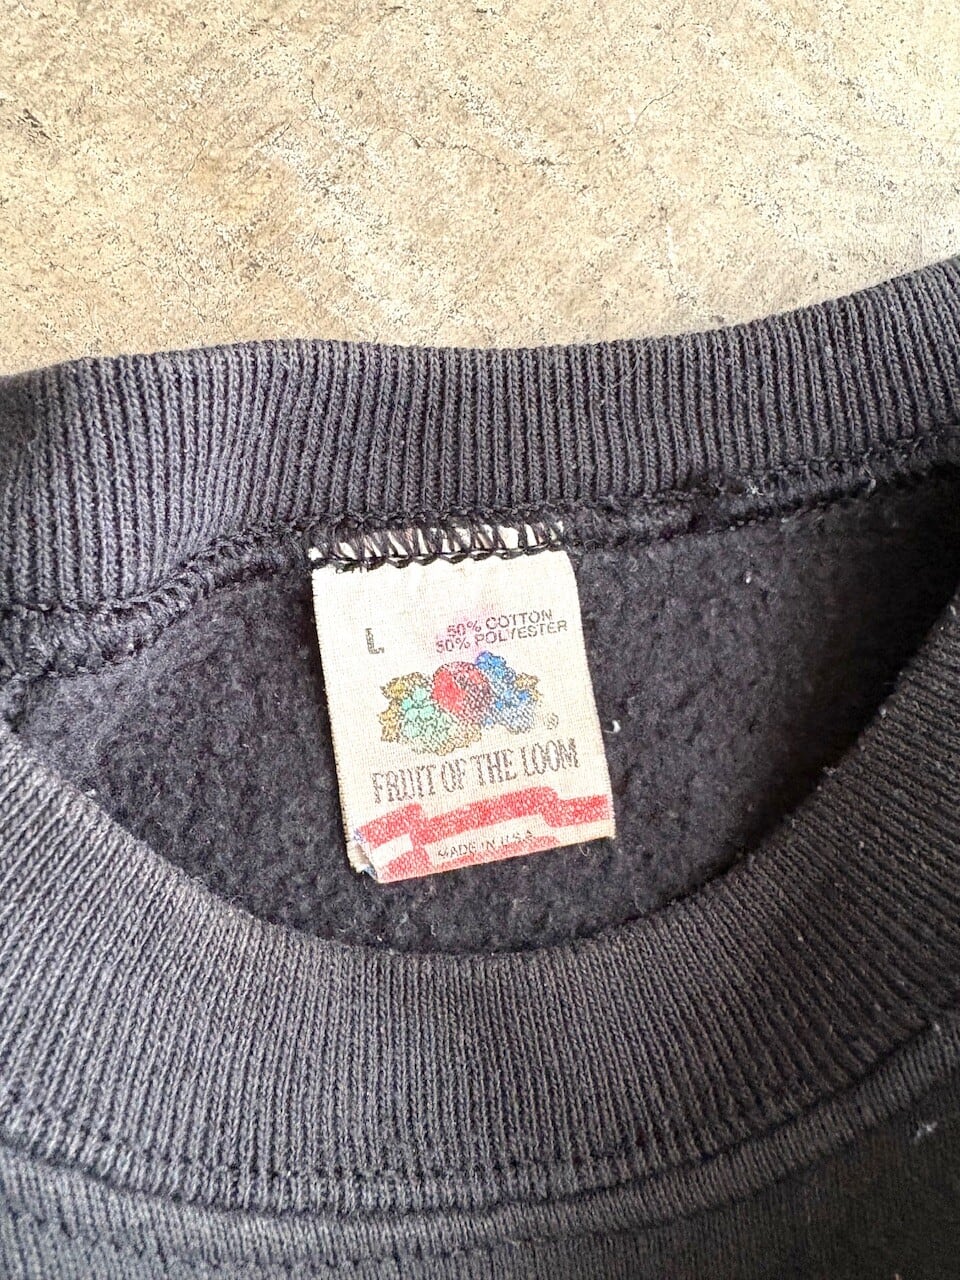 L
50% COTTON
50% POLYESTER
®
FRUIT OF THE LOOM
MADE IN U.S.A.